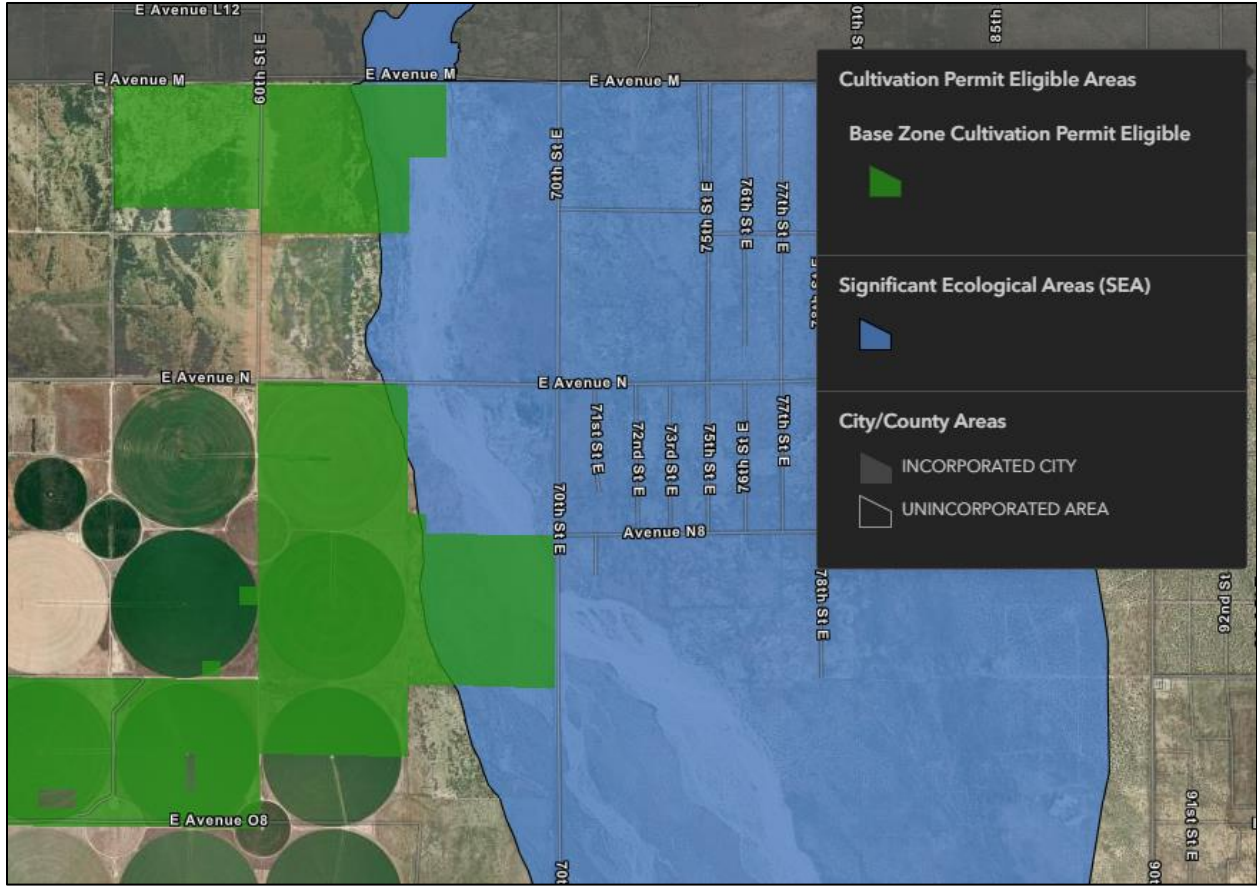 E Avenue L12
60th St E
85th
E Avenue M
E Avenue M
E Avenue M
70th St E
75th St E
76th St E
77th St E
E Avenue N
E Avenue N
71st St E
72nd St E
73rd St E
75th St E
76th St E
77th St E
70th St E
Avenue N8
78th St E
92nd St
E Avenue O8
91st St E
Cultivation Permit Eligible Areas
Base Zone Cultivation Permit Eligible
Significant Ecological Areas (SEA)
City/County Areas
INCORPORATED CITY
UNINCORPORATED AREA